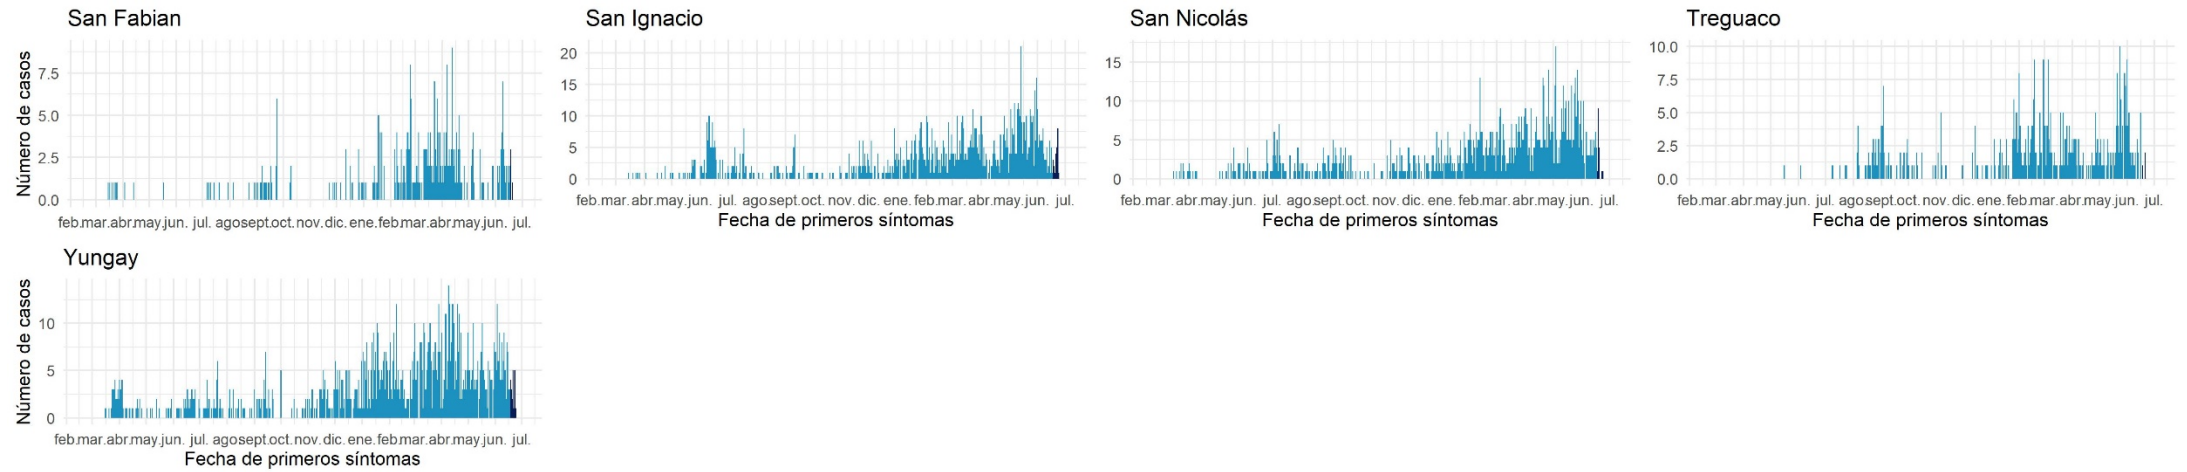 San Fabian
San Ignacio
San Nicolás
Treguaco
Número de casos
7.5
5.0
2.5
0.0
20
15
10
5
0
15
10
5
0
10.0
7.5
5.0
2.5
0.0
feb.mar.abr.may.jun. jul. agosept.oct.nov.dic. ene.feb.mar.abr.may.jun. jul.
feb.mar.abr.may.jun. jul. agosept.oct.nov.dic. ene.feb.mar.abr.may.jun. jul.
feb.mar.abr.may.jun. jul. agosept.oct.nov.dic. ene.feb.mar.abr.may.jun. jul.
feb.mar.abr.may.jun. jul. agosept.oct.nov.dic. ene.feb.mar.abr.may.jun. jul.
Fecha de primeros síntomas
Fecha de primeros síntomas
Fecha de primeros síntomas
Yungay
Número de casos
10
5
0
feb.mar.abr.may.jun. jul. agosept.oct.nov.dic. ene.feb.mar.abr.may.jun. jul.
Fecha de primeros síntomas